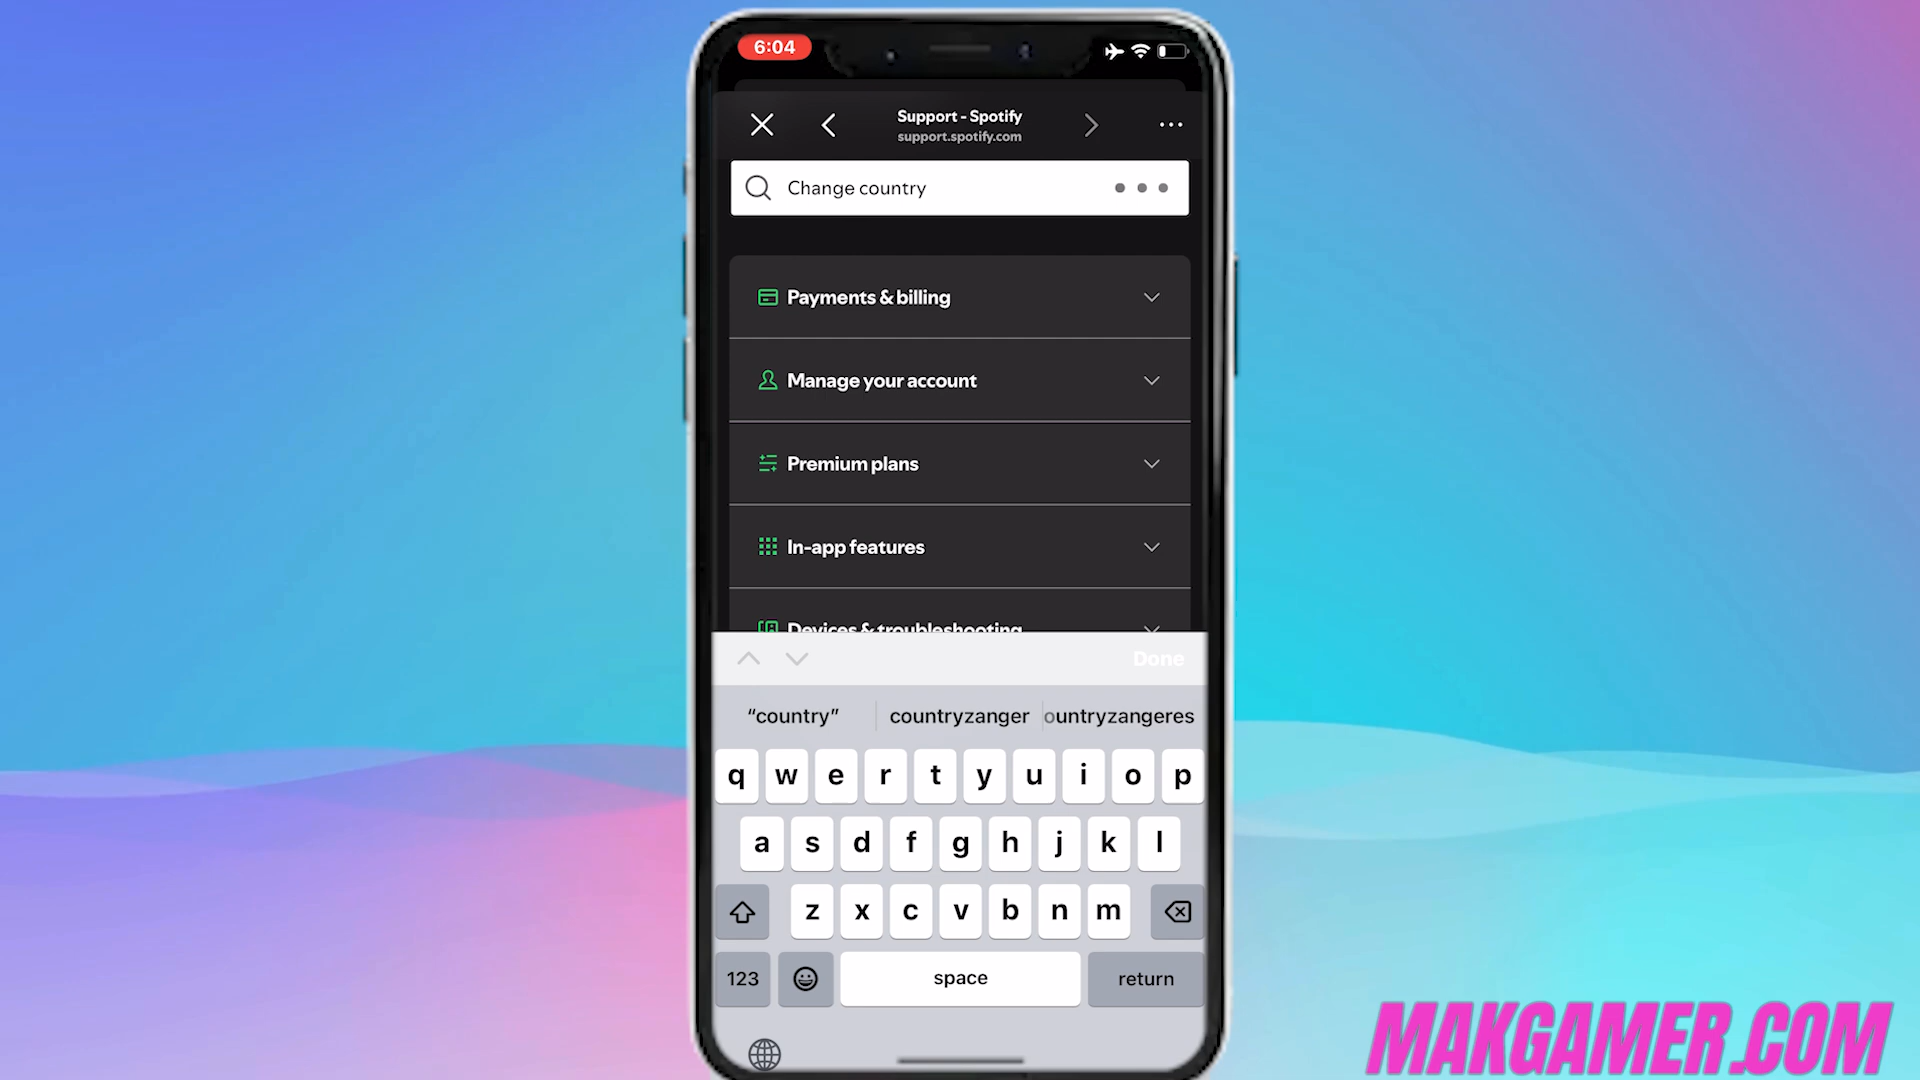 6:04
Support - Spotify
support.spotify.com
Change country
Payments & billing
Manage your account
Premium plans
In-app features
Devices & troubleshooting
Done
“country” countryzanger ountryzangeres
q w e r t y u i o p
a s d f g h j k l
z x c v b n m
123 space return
MAKGAMER.COM